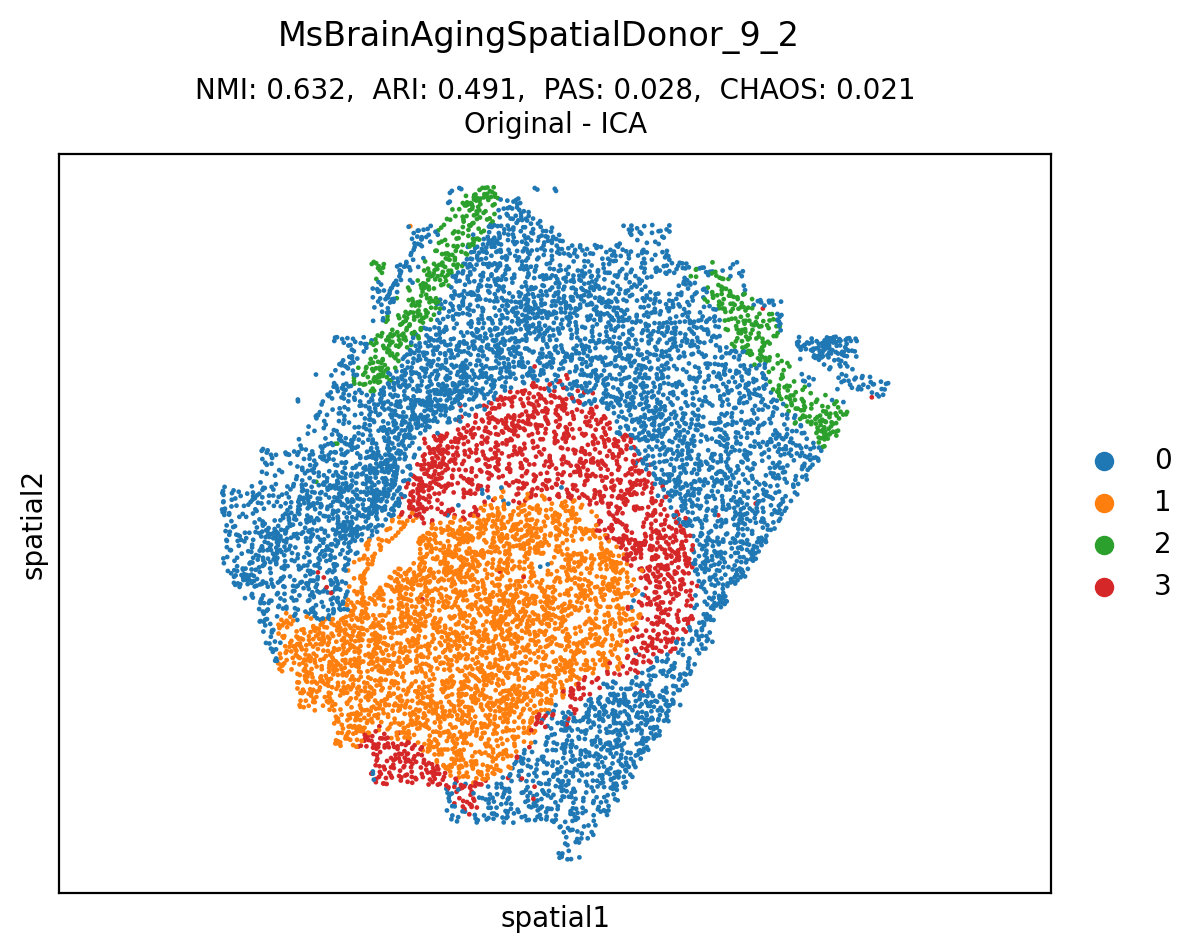 MsBrainAgingSpatialDonor_9_2
NMI: 0.632,  ARI: 0.491,  PAS: 0.028,  CHAOS: 0.021
Original - ICA
spatial2
0
1
2
3
spatial1